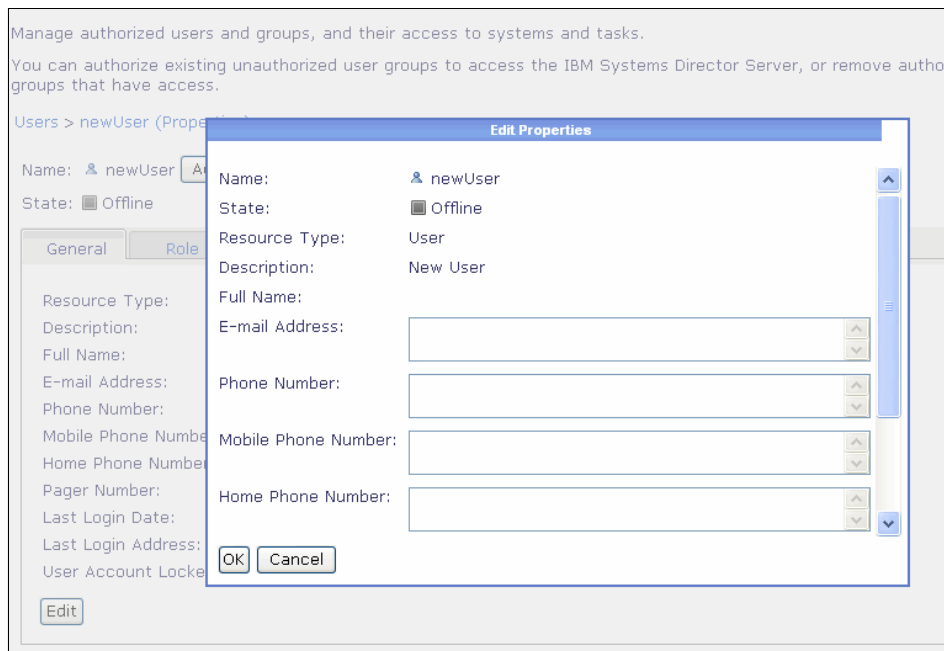 Manage authorized users and groups, and their access to systems and tasks.
You can authorize existing unauthorized user groups to access the IBM Systems Director Server, or remove autho
groups that have access.
Users > newUser (Prope
Name: newUser
State: Offline
General Role
Resource Type:
Description:
Full Name:
E-mail Address:
Phone Number:
Mobile Phone Numbe
Home Phone Number
Pager Number:
Last Login Date:
Last Login Address:
User Account Locke
Edit
Edit Properties
Name: newUser
State: Offline
Resource Type: User
Description: New User
Full Name:
E-mail Address:
Phone Number:
Mobile Phone Number:
Home Phone Number:
OK Cancel